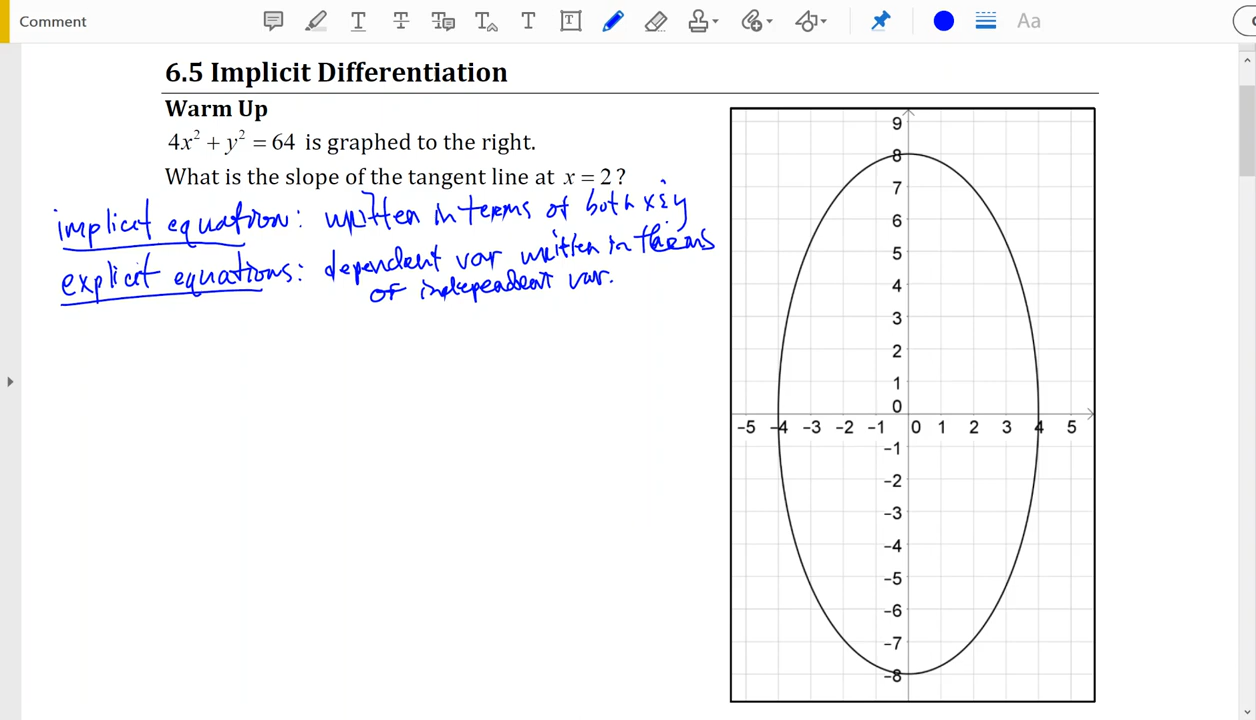 Comment
Aa
6.5 Implicit Differentiation
Warm Up
4x² + y² = 64 is graphed to the right.
What is the slope of the tangent line at x = 2?
implicit equation: written in terms of both x & y
explicit equations: dependent var written in therms
of independent var.
9
8
7
6
5
4
3
2
1
0
-5 -4 -3 -2 -1 0 1 2 3 4 5
-1
-2
-3
-4
-5
-6
-7
-8